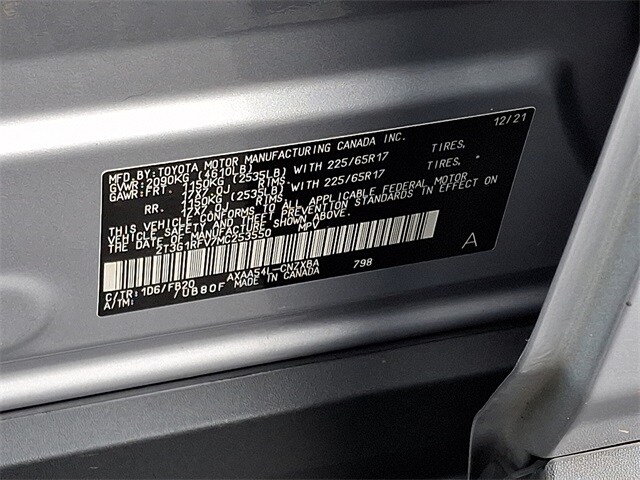 MFD.BY:TOYOTA MOTOR MANUFACTURING CANADA INC. 12/21
GVWR:2090KG (4610LB)
GAWR:FRT. 1150KG (2535LB) WITH 225/65R17 TIRES,
17X7.0J RIMS,
RR. 1150KG (2535LB) WITH 225/65R17 TIRES,
17X7.0J RIMS
THIS VEHICLE CONFORMS TO ALL APPLICABLE FEDERAL MOTOR
VEHICLE SAFETY AND THEFT PREVENTION STANDARDS IN EFFECT ON
THE DATE OF MANUFACTURE SHOWN ABOVE.
2T3G1RFV7MC253550 MPV
A
C/TR:1D6/FB20 AXAA54L-CNZXBA 798
A/TM: /UB80F MADE IN CANADA